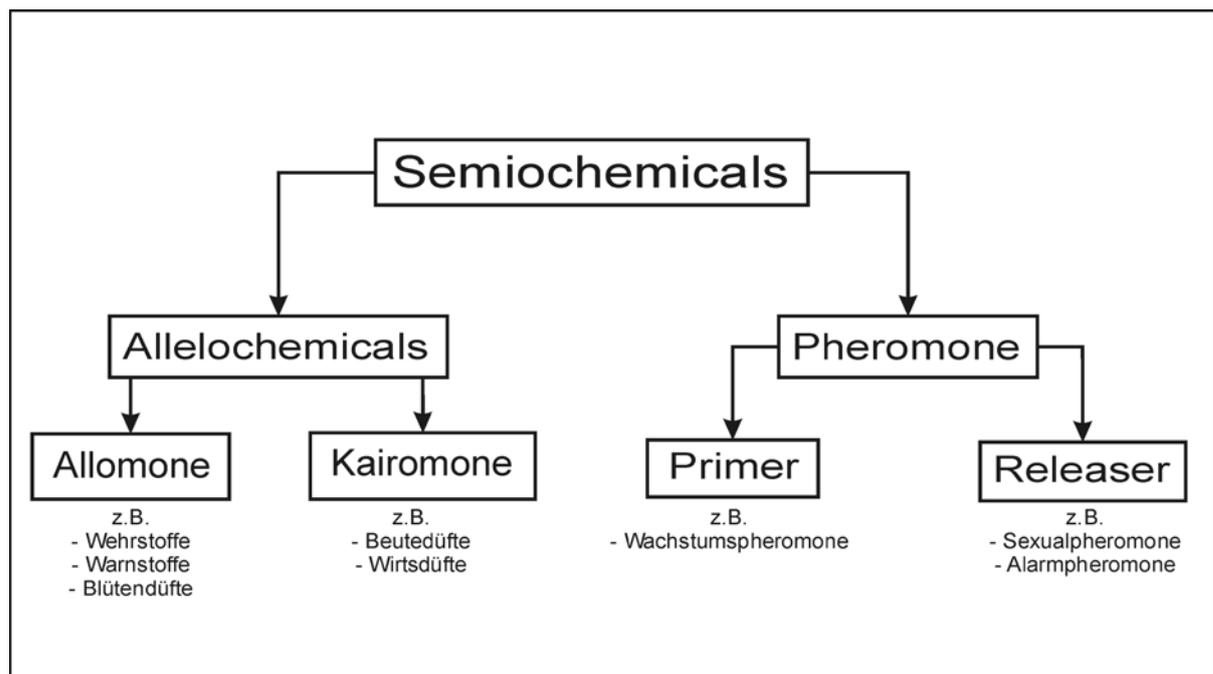 Semiochemicals
Allelochemicals
Pheromone
Allomone
Kairomone
Primer
Releaser
z.B.
- Wehrstoffe
- Warnstoffe
- Blütendüfte
z.B.
- Beutedüfte
- Wirtsdüfte
z.B.
- Wachstumspheromone
z.B.
- Sexualpheromone
- Alarmpheromone